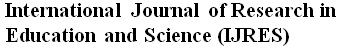 International Journal of Research in
Education and Science (IJRES)